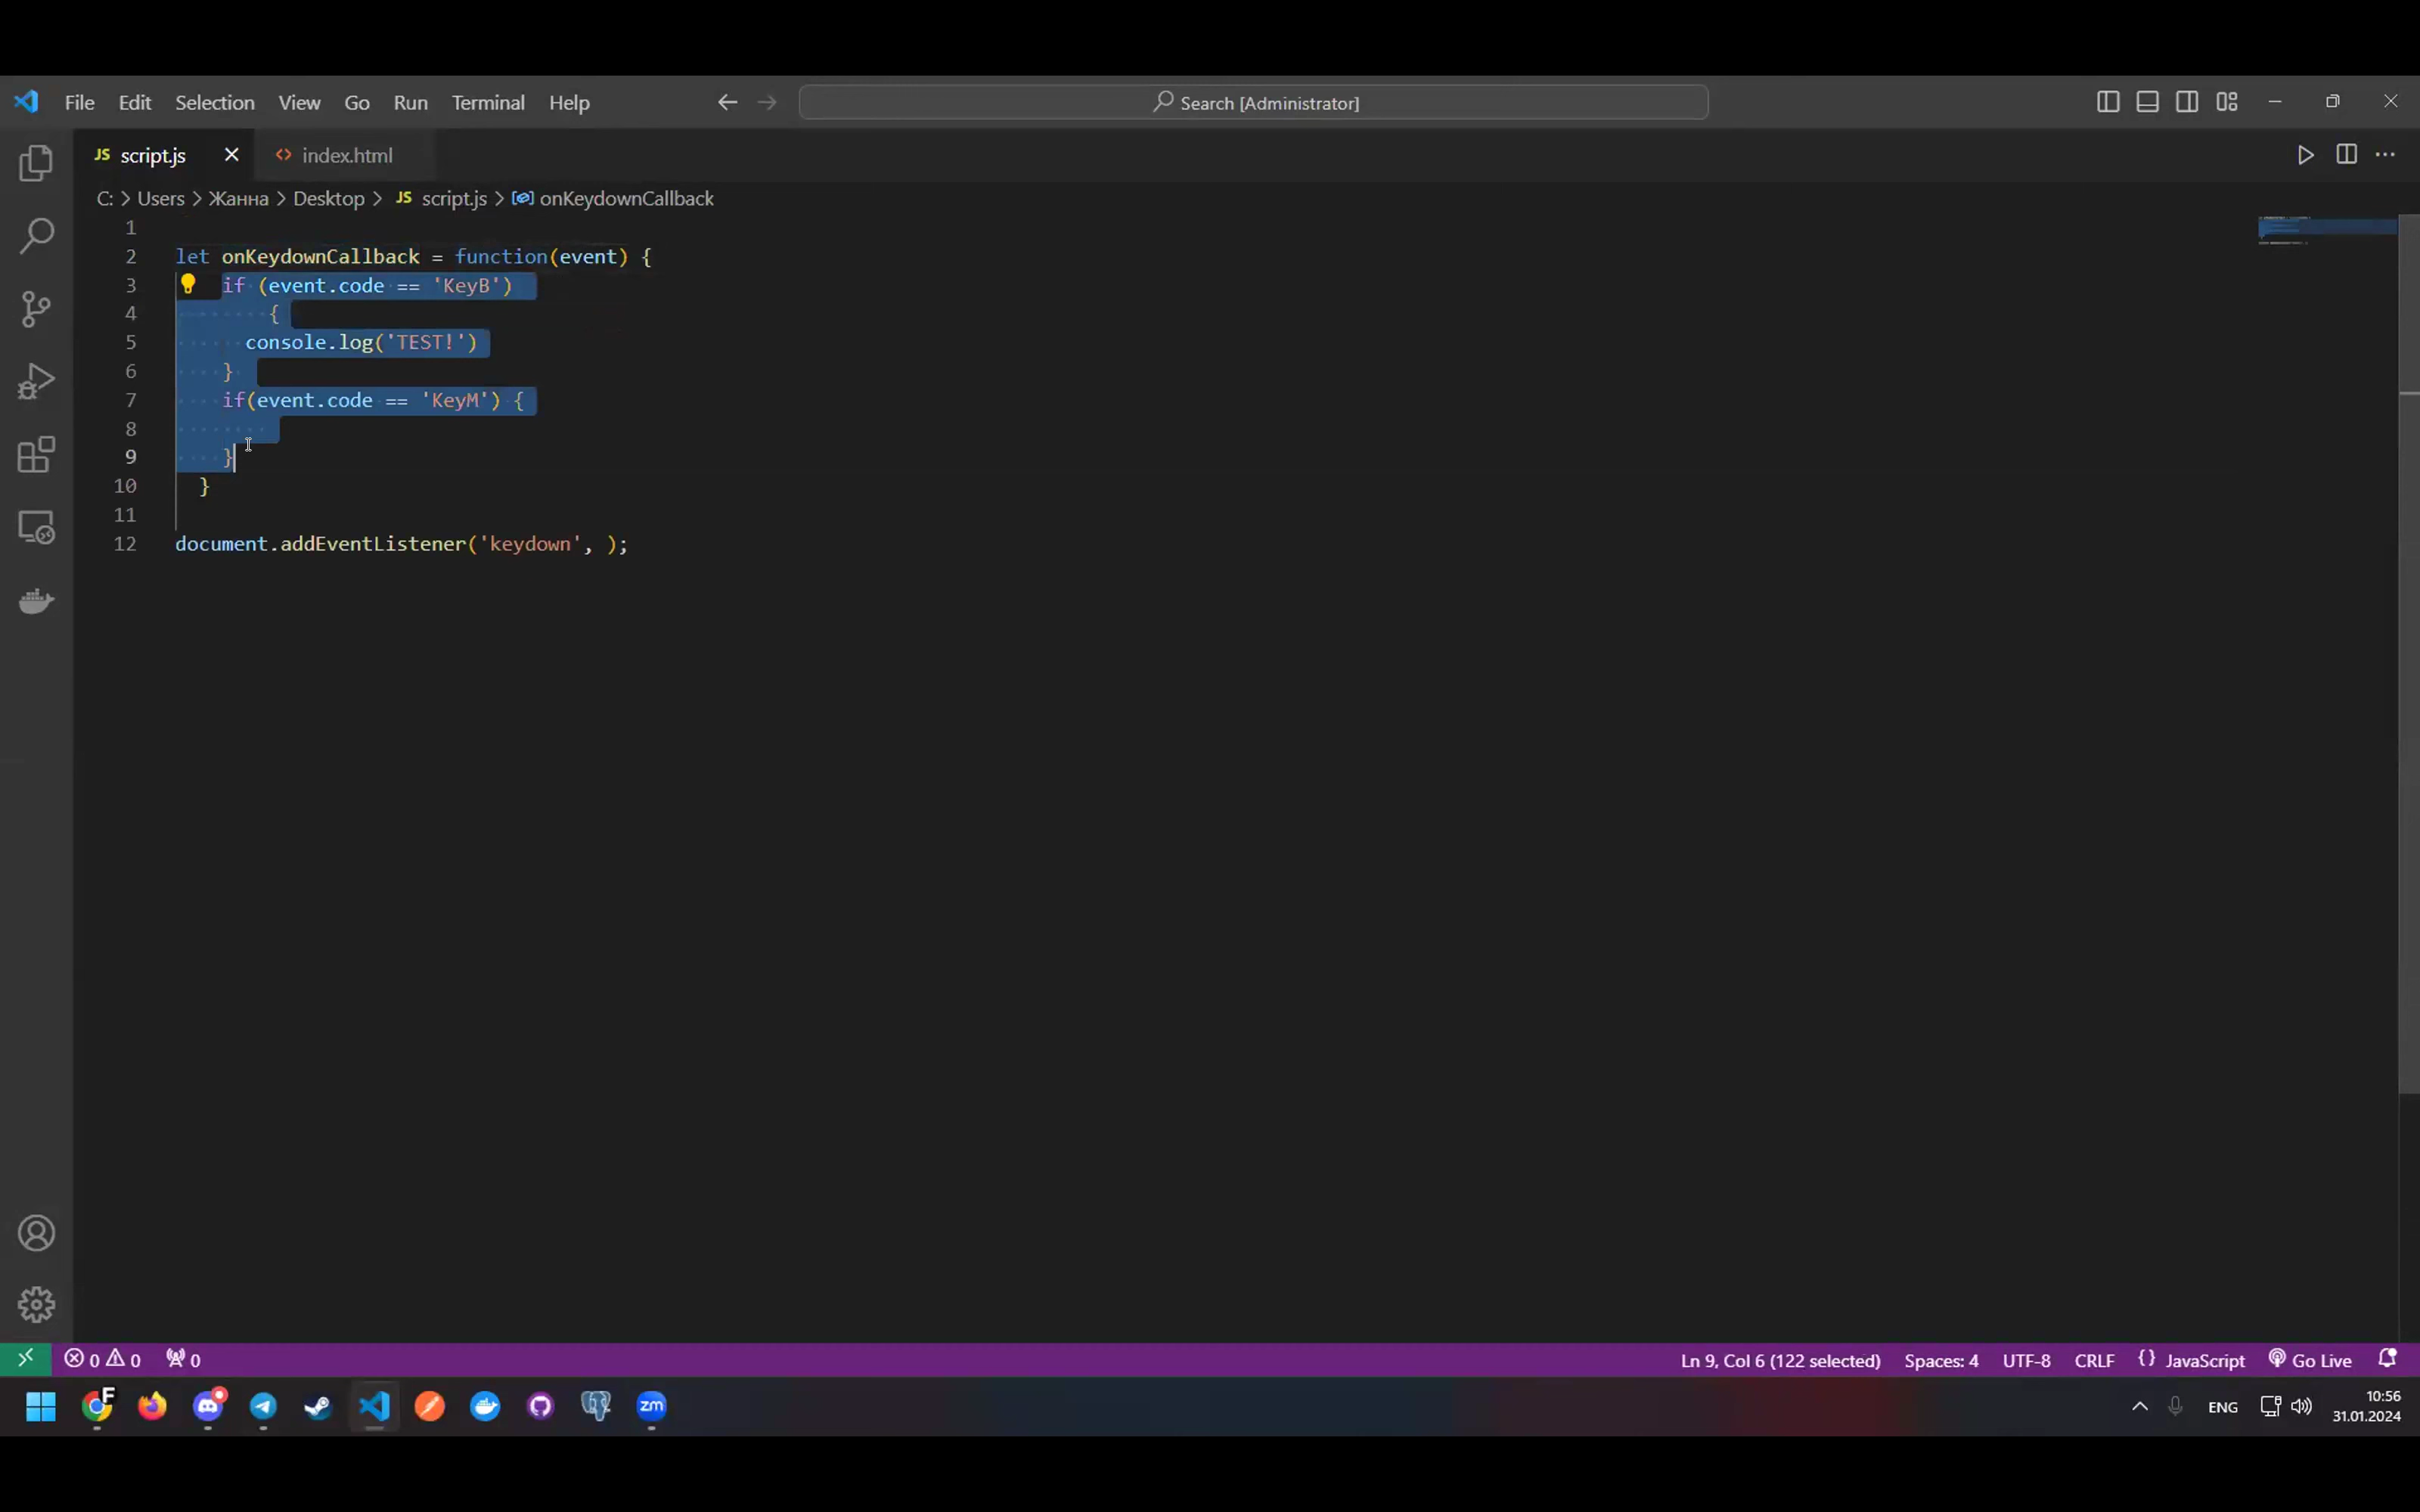 File Edit Selection View Go Run Terminal Help Search [Administrator]
JS script.js index.html
C: > Users > Жанна > Desktop > JS script.js > onKeydownCallback
1
2 let onKeydownCallback = function(event) {
3 if (event.code == 'KeyB')
4 {
5 console.log('TEST!')
6 }
7 if(event.code == 'KeyM') {
8
9 }
10 }
11
12 document.addEventListener('keydown', );
0 0 0 Ln 9, Col 6 (122 selected) Spaces: 4 UTF-8 CRLF {} JavaScript Go Live
F zm ENG 10:56
31.01.2024